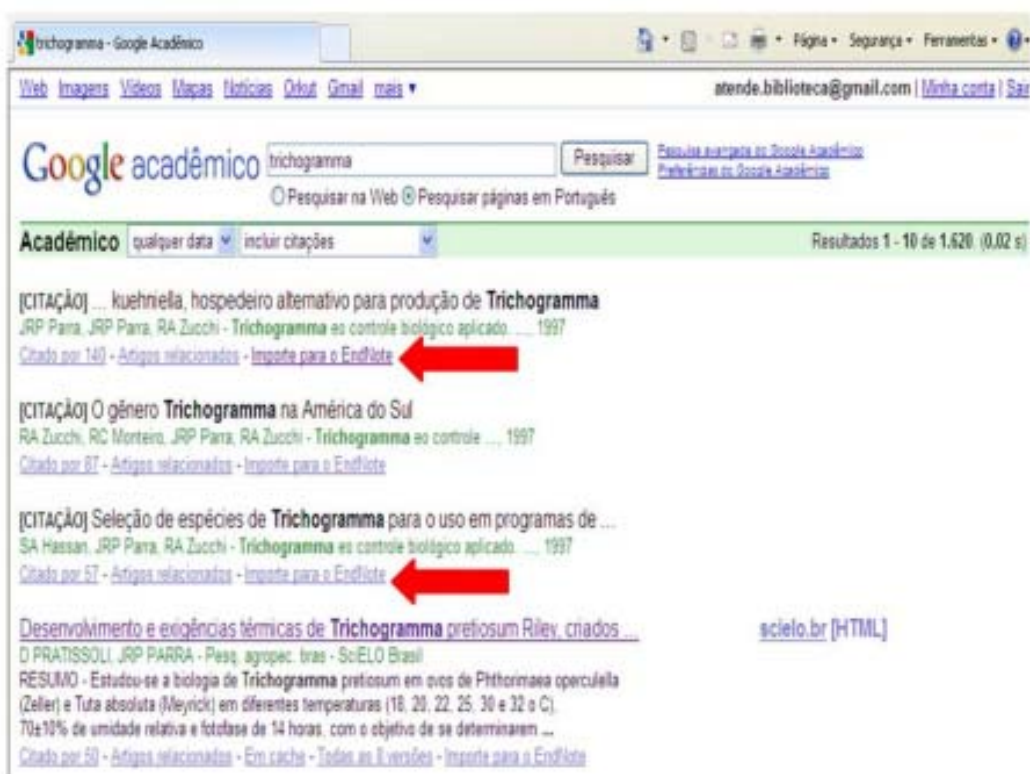 trichogramma - Google Acadêmico
Página Segurança Ferramentas
Web Imagens Vídeos Mapas Notícias Orkut Gmail mais ▼
atende.biblioteca@gmail.com | Minha conta | Sair
Google acadêmico trichogramma Pesquisar
Pesquisa avançada do Google Acadêmico
Preferências do Google Acadêmico
Pesquisar na Web Pesquisar páginas em Português
Acadêmico qualquer data incluir citações Resultados 1 - 10 de 1.620. (0,02 s)
[CITAÇÃO] ... kuehniella, hospedeiro alternativo para produção de Trichogramma
JRP Parra, JRP Parra, RA Zucchi - Trichogramma eo controle biológico aplicado. ..., 1997
Citado por 140 - Artigos relacionados - Importe para o EndNote
[CITAÇÃO] O gênero Trichogramma na América do Sul
RA Zucchi, RC Monteiro, JRP Parra, RA Zucchi - Trichogramma eo controle ..., 1997
Citado por 87 - Artigos relacionados - Importe para o EndNote
[CITAÇÃO] Seleção de espécies de Trichogramma para o uso em programas de ...
SA Hassan, JRP Parra, RA Zucchi - Trichogramma eo controle biológico aplicado. ..., 1997
Citado por 57 - Artigos relacionados - Importe para o EndNote
Desenvolvimento e exigências térmicas de Trichogramma pretiosum Riley, criados ... scielo.br [HTML]
D PRATISSOLI, JRP PARRA - Pesq. agropec. bras - SciELO Brasil
RESUMO - Estudou-se a biologia de Trichogramma pretiosum em ovos de Phthorimaea operculella
(Zeller) e Tuta absoluta (Meyrick) em diferentes temperaturas (18, 20, 22, 25, 30 e 32 o C),
70±10% de umidade relativa e fotofase de 14 horas, com o objetivo de se determinarem ...
Citado por 50 - Artigos relacionados - Em cache - Todas as 8 versões - Importe para o EndNote